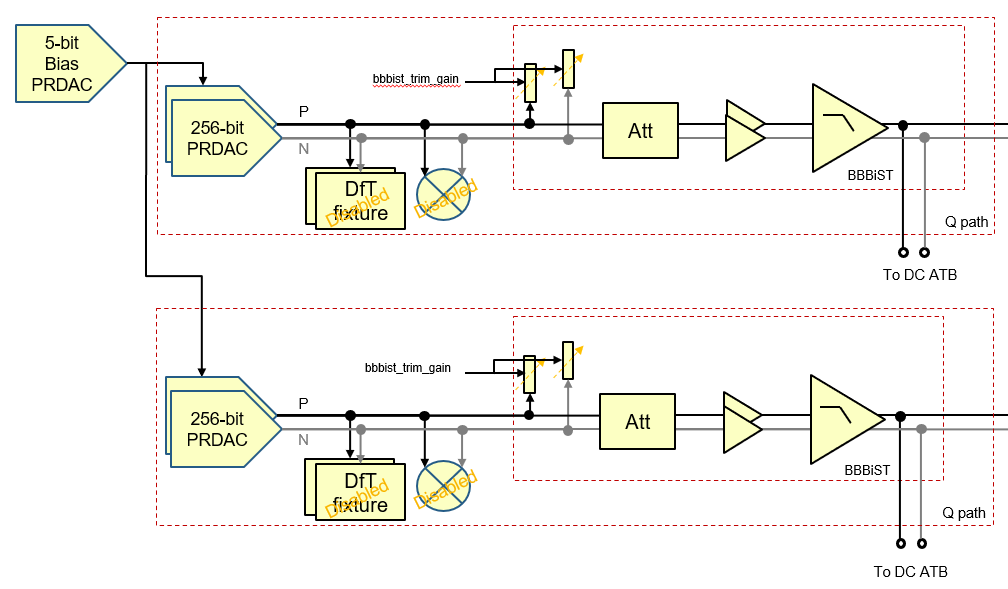 5-bit
Bias
PRDAC
bbbist_trim_gain
256-bit
PRDAC
P
N
Att
DfT
fixture
Disabled
Disabled
BBBiST
Q path
To DC ATB
bbbist_trim_gain
256-bit
PRDAC
P
N
Att
DfT
fixture
Disabled
Disabled
BBBiST
Q path
To DC ATB